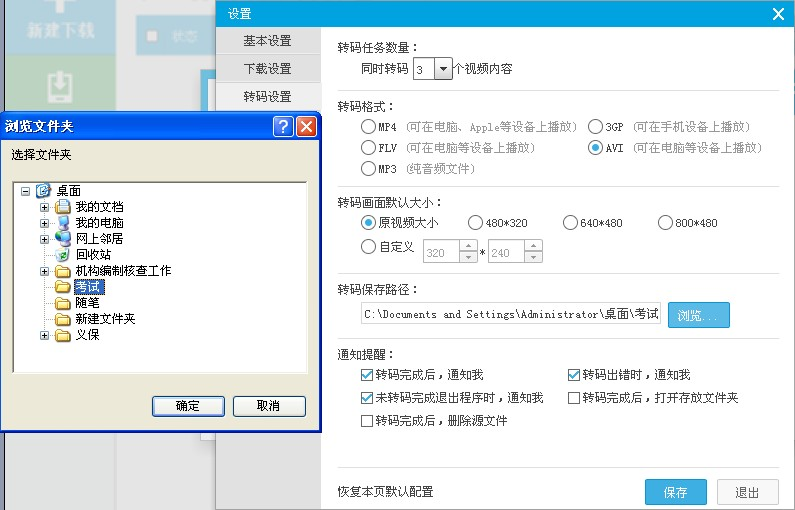 新建下载
状态
设置
基本设置
下载设置
转码设置
转码任务数量：
同时转码 3 个视频内容
转码格式：
MP4 (可在电脑、Apple等设备上播放)
3GP (可在手机设备上播放)
FLV (可在电脑等设备上播放)
AVI (可在电脑等设备上播放)
MP3 (纯音频文件)
转码画面默认大小：
原视频大小 480*320 640*480 800*480
自定义 320 * 240
转码保存路径：
C:\Documents and Settings\Administrator\桌面\考试 浏览...
通知提醒：
转码完成后，通知我
转码出错时，通知我
未转码完成退出程序时，通知我
转码完成后，打开存放文件夹
转码完成后，删除源文件
恢复本页默认配置
保存
退出
浏览文件夹
选择文件夹
桌面
我的文档
我的电脑
网上邻居
回收站
机构编制核查工作
考试
随笔
新建文件夹
义保
确定
取消